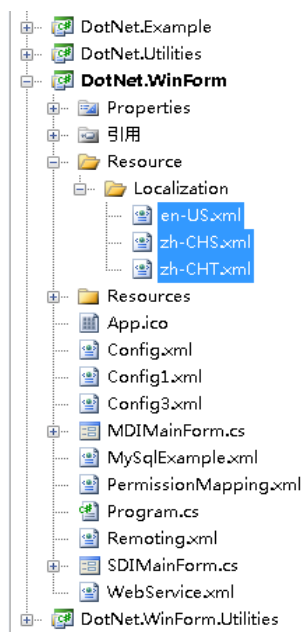 DotNet.Example
DotNet.Utilities
DotNet.WinForm
Properties
引用
Resource
Localization
en-US.xml
zh-CHS.xml
zh-CHT.xml
Resources
App.ico
Config.xml
Config1.xml
Config3.xml
MDIMainForm.cs
MySqlExample.xml
PermissionMapping.xml
Program.cs
Remoting.xml
SDIMainForm.cs
WebService.xml
DotNet.WinForm.Utilities